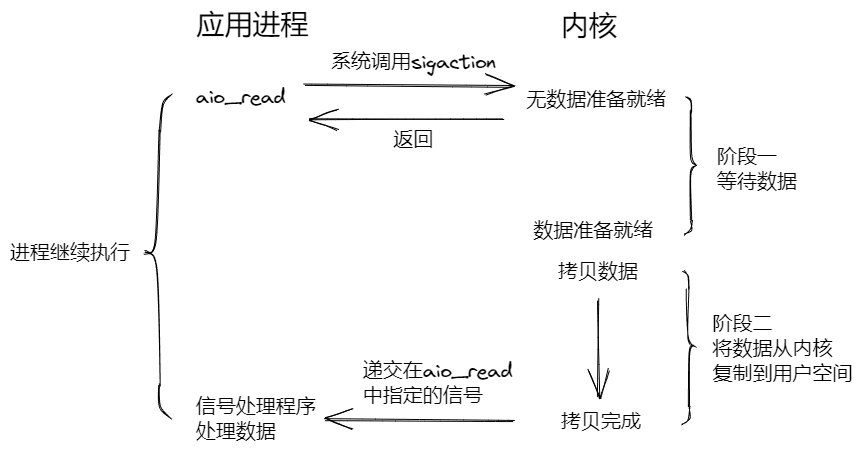 应用进程
内核
系统调用sigaction
aio_read
无数据准备就绪
返回
阶段一
等待数据
数据准备就绪
进程继续执行
拷贝数据
阶段二
将数据从内核
复制到用户空间
递交在aio_read
中指定的信号
信号处理程序
处理数据
拷贝完成